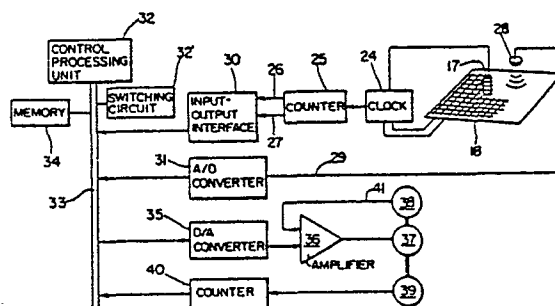 32
CONTROL
PROCESSING
UNIT
32'
SWITCHING
CIRCUIT
30
INPUT-
OUTPUT
INTERFACE
26
27
25
COUNTER
24
CLOCK
17
28
18
MEMORY
34
33
31
A/D
CONVERTER
29
35
D/A
CONVERTER
36
AMPLIFIER
41
38
37
39
40
COUNTER